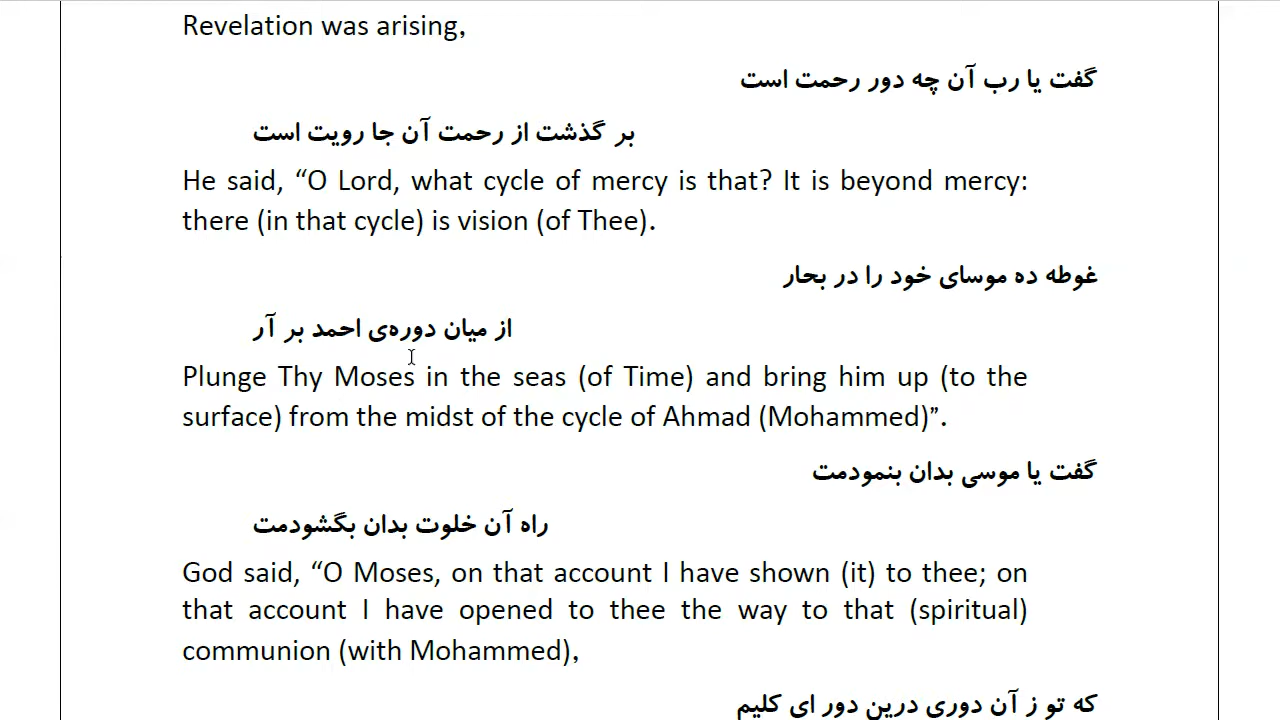 Revelation was arising,
گفت یا رب آن چه دور رحمت است
بر گذشت از رحمت آن جا رویت است
He said, “O Lord, what cycle of mercy is that? It is beyond mercy:
there (in that cycle) is vision (of Thee).
غوطه ده موسای خود را در بحار
از میان دوره‌ی احمد بر آر
Plunge Thy Moses in the seas (of Time) and bring him up (to the
surface) from the midst of the cycle of Ahmad (Mohammed)”.
گفت یا موسی بدان بنمودمت
راه آن خلوت بدان بگشودمت
God said, “O Moses, on that account I have shown (it) to thee; on
that account I have opened to thee the way to that (spiritual)
communion (with Mohammed),
که تو ز آن دوری درین دور ای کلیم